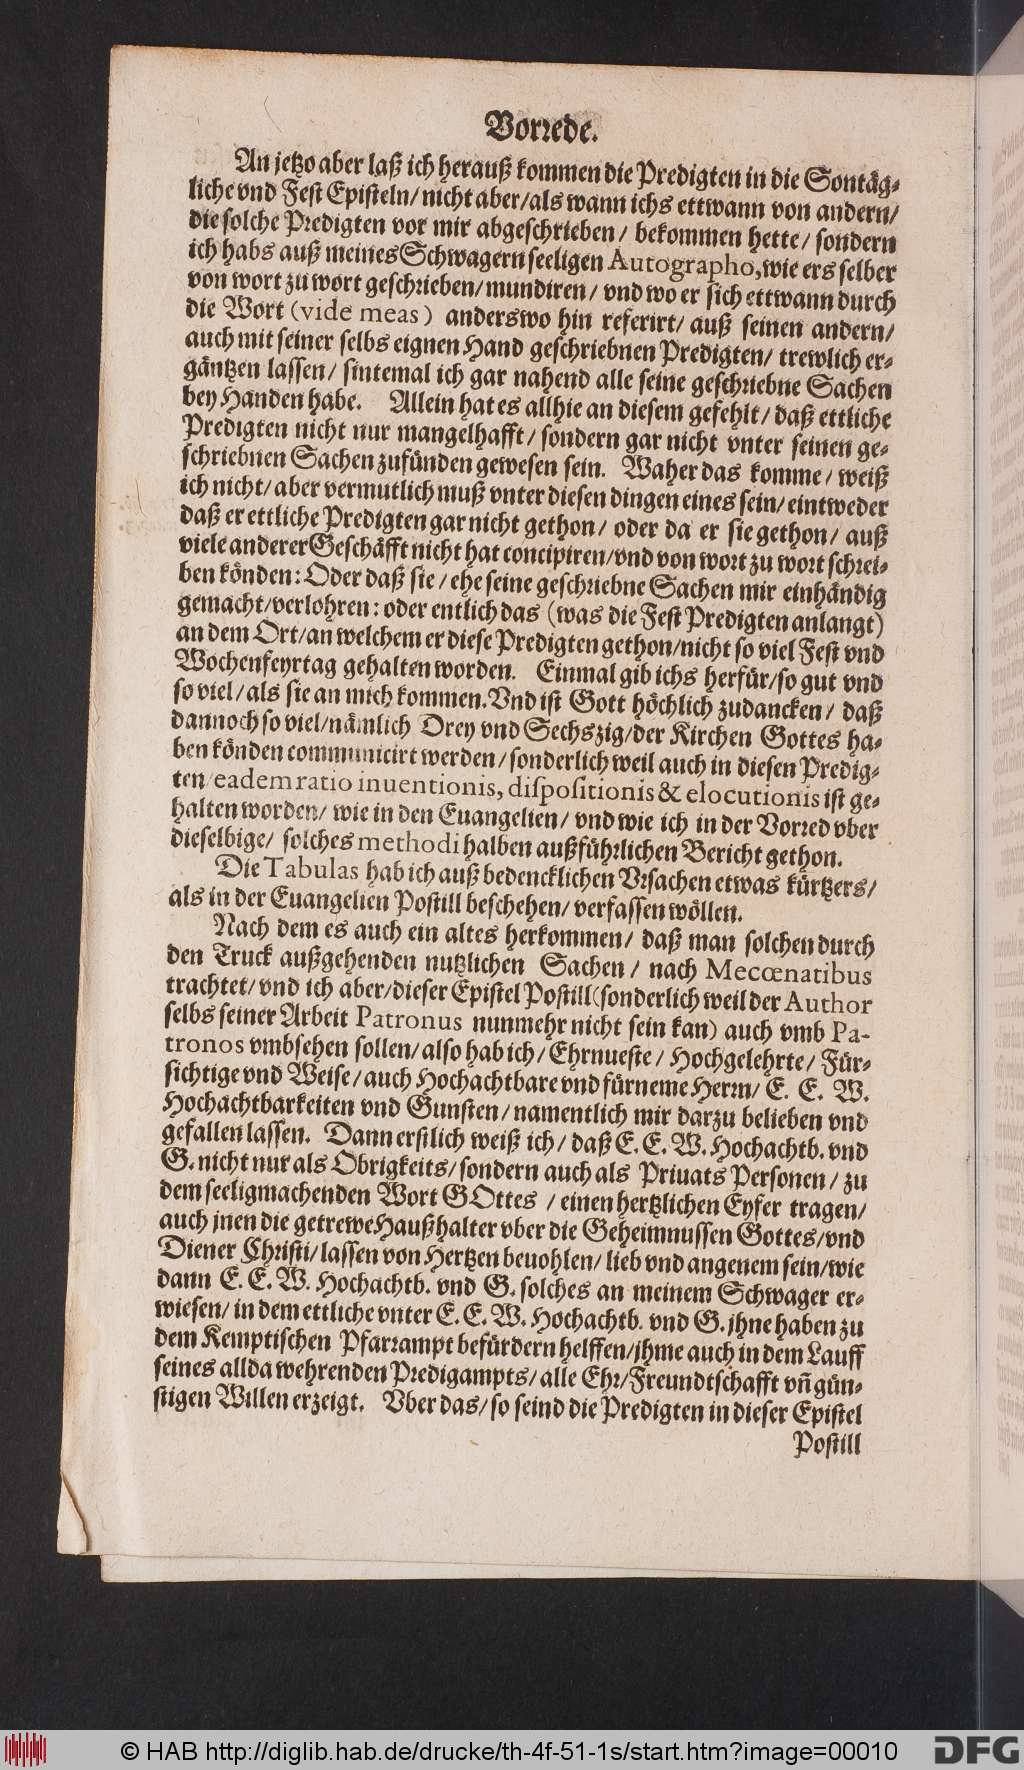 Vorrede.
An jetzo aber laß ich herauß kommen die Predigten in die Sontäg-
liche vnd Fest Episteln/ nicht aber/als wann ichs ettwann von andern/
die solche Predigten vor mir abgeschrieben/ bekommen hette/ sondern
ich habs auß meines Schwagern seeligen Autographo, wie ers selber
von wort zu wort geschrieben/ mundiren/ vnd wo er sich ettwann durch
die Wort (vide meas) anderswo hin referirt/ auß seinen andern/
auch mit seiner selbs eignen Hand geschriebnen Predigten/ trewlich er-
gäntzen lassen/ sintemal ich gar nahend alle seine geschriebne Sachen
bey Handen habe. Allein hat es allhie an diesem gefehlt/ daß ettliche
Predigten nicht nur mangelhafft/ sondern gar nicht vnter seinen ge-
schriebnen Sachen zufünden gewesen sein. Waher das komme/ weiß
ich nicht/ aber vermutlich muß vnter diesen dingen eines sein/ eintweder
daß er ettliche Predigten gar nicht gethon/ oder da er sie gethon/ auß
viele anderer Geschäfft nicht hat concipiren/vnd von wort zu wort schrei-
ben könden: Oder daß sie/ ehe seine geschriebne Sachen mir einhändig
gemacht/verlohren: oder entlich das (was die Fest Predigten anlangt)
an dem Ort/an welchem er diese Predigten gethon/nicht so viel Fest vnd
Wochenfeyrtag gehalten worden. Einmal gib ichs herfür/so gut vnd
so viel/als sie an mich kommen. Vnd ist Gott höchlich zudancken/ daß
dannoch so viel/nämlich Drey vnd Sechszig/der Kirchen Gottes ha-
ben könden communicirt werden/sonderlich weil auch in diesen Predig-
ten eadem ratio inuentionis, dispositionis & elocutionis ist ge-
halten worden/ wie in den Euangelien/ vnd wie ich in der Vorred vber
dieselbige/ solches methodi halben außführlichen Bericht gethon.
Die Tabulas hab ich auß bedencklichen Vrsachen etwas kürtzers/
als in der Euangelien Postill beschehen/ verfassen wöllen.
Nach dem es auch ein altes herkommen/ daß man solchen durch
den Truck außgehenden nutzlichen Sachen/ nach Mecœnatibus
trachtet/ vnd ich aber/dieser Epistel Postill (sonderlich weil der Author
selbs seiner Arbeit Patronus nunmehr nicht sein kan) auch vmb Pa-
tronos vmbsehen sollen/also hab ich/ Ehrnueste/ Hochgelehrte/ Für-
sichtige vnd Weise/auch Hochachtbare vnd fürneme Herrn/ E. E. W.
Hochachtbarkeiten vnd Gunsten/namentlich mir darzu belieben vnd
gefallen lassen. Dann erstlich weiß ich/ daß E. E. W. Hochachtb. vnd
G. nicht nur als Obrigkeits/sondern auch als Priuats Personen/ zu
dem seeligmachenden Wort GOttes / einen hertzlichen Eyfer tragen/
auch jnen die getrewe Haußhalter vber die Geheimnussen Gottes/vnd
Diener Christi/lassen von Hertzen beuohlen/ lieb vnd angenem sein/wie
dann E. E. W. Hochachtb. vnd G. solches an meinem Schwager er-
wiesen/ in dem ettliche vnter E. E. W. Hochachtb. vnd G. jhne haben zu
dem Kemptischen Pfarrampt befürdern helffen/jhme auch in dem Lauff
seines allda wehrenden Predigampts/alle Ehr/Freundtschafft vn̄ gün-
stigen Willen erzeigt. Vber das/so seind die Predigten in dieser Epistel
Postill
© HAB http://diglib.hab.de/drucke/th-4f-51-1s/start.htm?image=00010
DFG